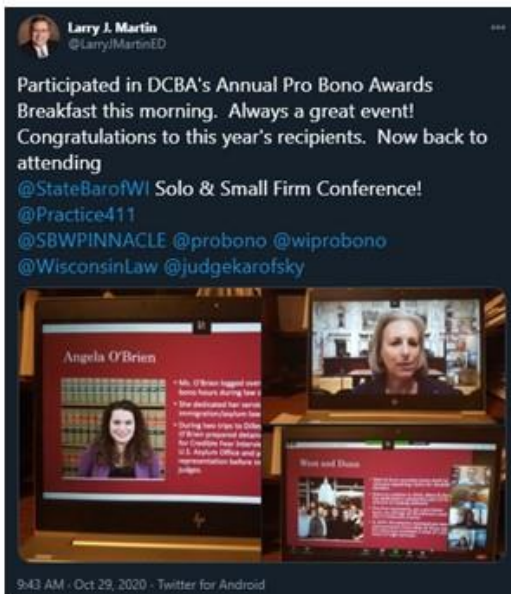 Larry J. Martin
@LarryJMartinED
Participated in DCBA's Annual Pro Bono Awards
Breakfast this morning. Always a great event!
Congratulations to this year's recipients. Now back to
attending
@StateBarofWI Solo & Small Firm Conference!
@Practice411
@SBWPINNACLE @probono @wiprobono
@WisconsinLaw @judgekarofsky
Angela O'Brien
Ms. O'Brien logged over
bono hours during law
She dedicated her
immigration/asylum law
During two trips to
O'Brien prepared
for Credible Fear
U.S. Asylum Office and
representation before
judges.
hp
West and Dunn
9:43 AM · Oct 29, 2020 · Twitter for Android